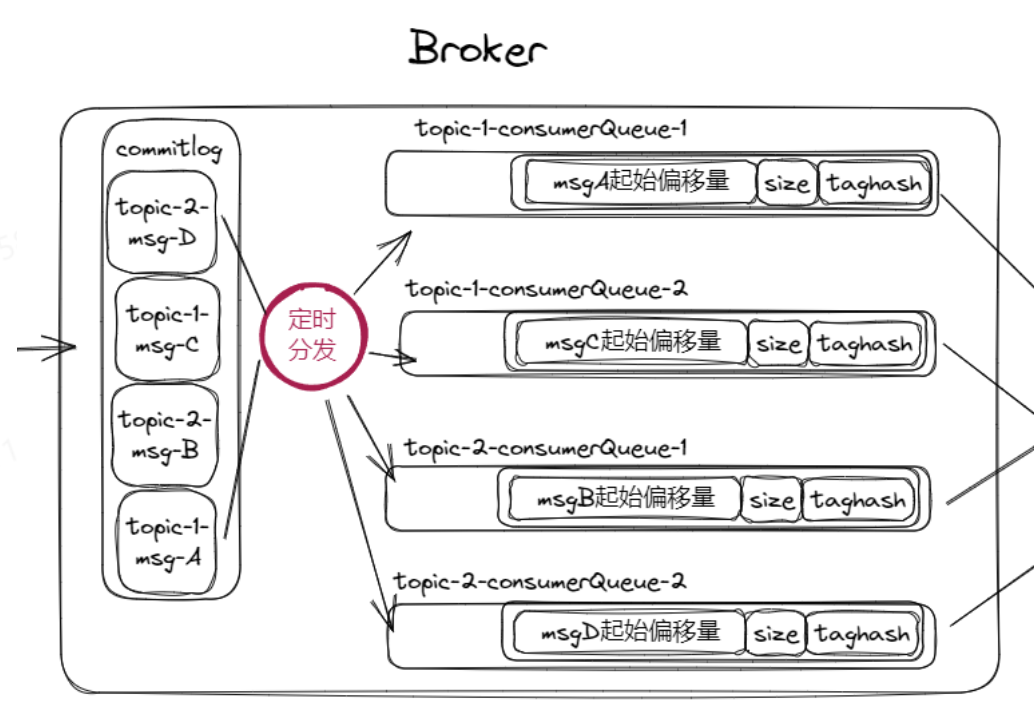 Broker
commitlog
topic-2-
msg-D
topic-1-
msg-C
topic-2-
msg-B
topic-1-
msg-A
定时
分发
topic-1-consumerQueue-1
msgA起始偏移量 size taghash
topic-1-consumerQueue-2
msgC起始偏移量 size taghash
topic-2-consumerQueue-1
msgB起始偏移量 size taghash
topic-2-consumerQueue-2
msgD起始偏移量 size taghash